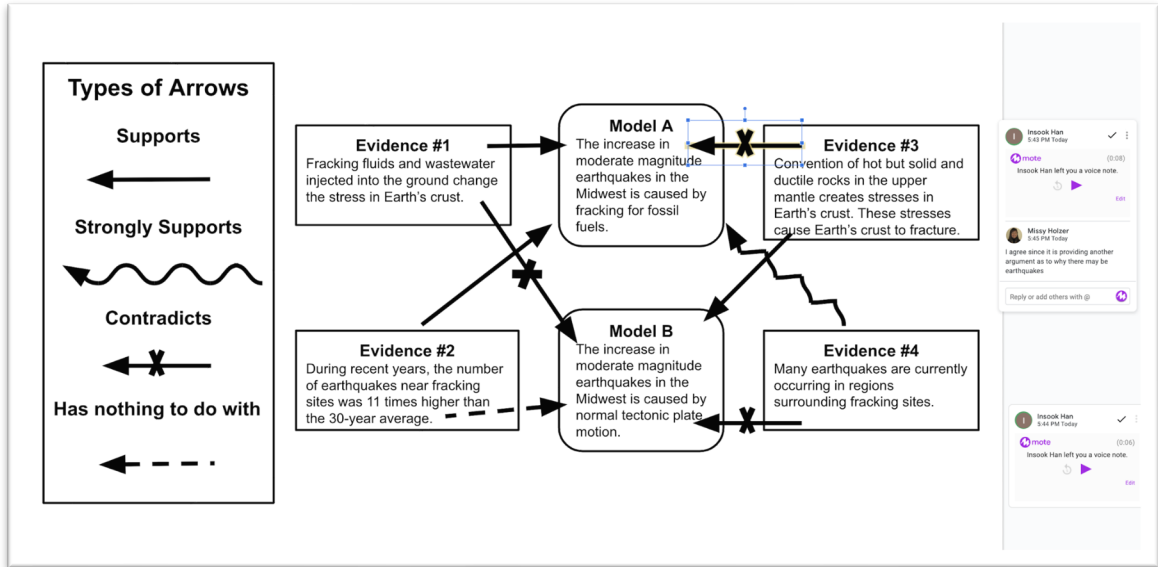 Types of Arrows
Supports
Strongly Supports
Contradicts
Has nothing to do with
Evidence #1
Fracking fluids and wastewater
injected into the ground change
the stress in Earth's crust.
Evidence #2
During recent years, the number
of earthquakes near fracking
sites was 11 times higher than
the 30-year average.
Model A
The increase in
moderate magnitude
earthquakes in the
Midwest is caused by
fracking for fossil
fuels.
Model B
The increase in
moderate magnitude
earthquakes in the
Midwest is caused by
normal tectonic plate
motion.
Evidence #3
Convention of hot but solid and
ductile rocks in the upper
mantle creates stresses in
Earth's crust. These stresses
cause Earth's crust to fracture.
Evidence #4
Many earthquakes are currently
occurring in regions
surrounding fracking sites.
I
Insook Han
5:43 PM Today
mote (0:08)
Insook Han left you a voice note.
Edit
Missy Holzer
5:45 PM Today
I agree since it is providing another
argument as to why there may be
earthquakes
Reply or add others with @
I
Insook Han
5:44 PM Today
mote (0:06)
Insook Han left you a voice note.
Edit